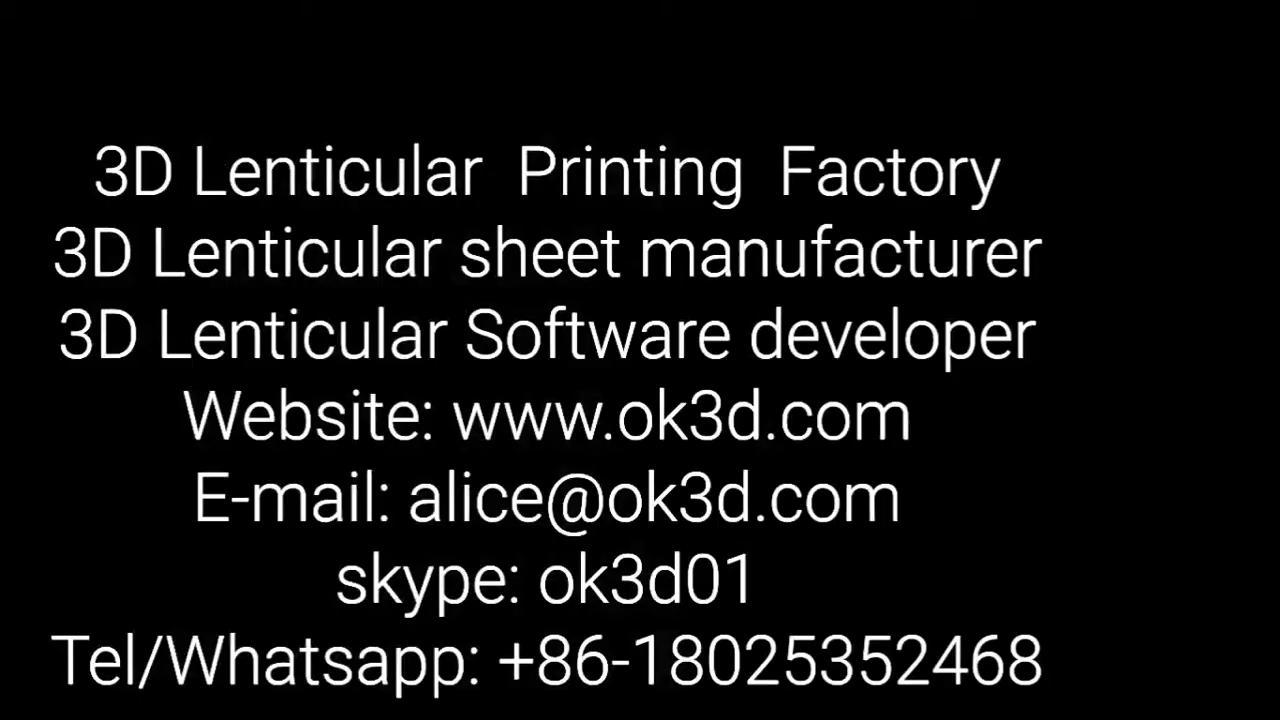 3D Lenticular  Printing  Factory
3D Lenticular sheet manufacturer
3D Lenticular Software developer
Website: www.ok3d.com
E-mail: alice@ok3d.com
skype: ok3d01
Tel/Whatsapp: +86-18025352468